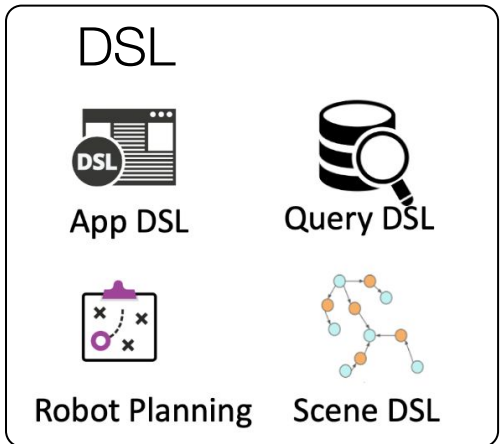 DSL
DSL
App DSL
Query DSL
Robot Planning
Scene DSL